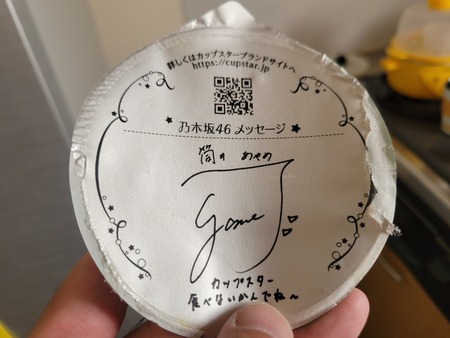 詳しくはカップスターブランドサイトへ
https://cupstar.jp
乃木坂46 メッセージ
筒井 あやめ
カップスター
食べないかんでね〜